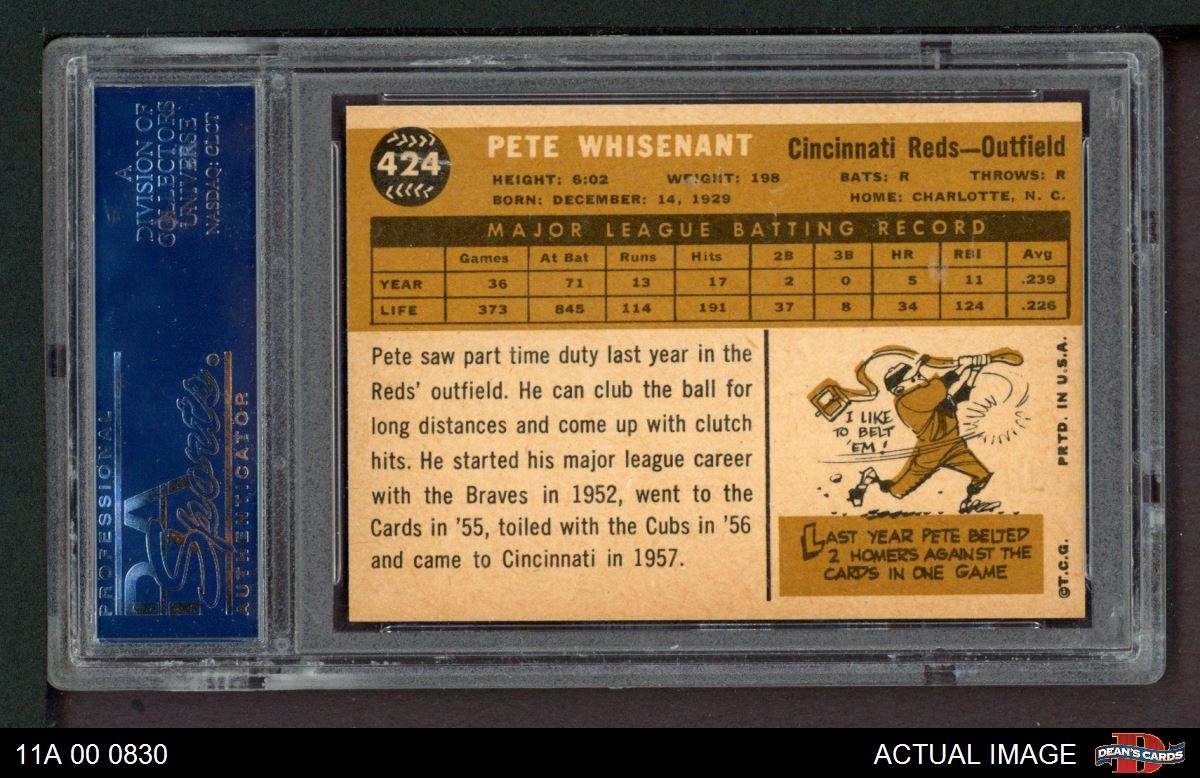 A
DIVISION OF
COLLECTORS
UNIVERSE
NASDAQ: CLCT
PROFESSIONAL
PSA
Sports
AUTHENTICATOR
424
PETE WHISENANT
Cincinnati Reds—Outfield
HEIGHT: 6:02 WEIGHT: 198 BATS: R THROWS: R
BORN: DECEMBER: 14, 1929 HOME: CHARLOTTE, N. C.
MAJOR LEAGUE BATTING RECORD
Games At Bat Runs Hits 2B 3B HR RBI Avg
YEAR 36 71 13 17 2 0 5 11 .239
LIFE 373 845 114 191 37 8 34 124 .226
Pete saw part time duty last year in the
Reds' outfield. He can club the ball for
long distances and come up with clutch
hits. He started his major league career
with the Braves in 1952, went to the
Cards in '55, toiled with the Cubs in '56
and came to Cincinnati in 1957.
I LIKE
TO BELT
'EM!
LAST YEAR PETE BELTED
2 HOMERS AGAINST THE
CARDS IN ONE GAME
PRTD. IN U.S.A.
©T.C.G.
11A 00 0830
ACTUAL IMAGE
DEAN'S CARDS